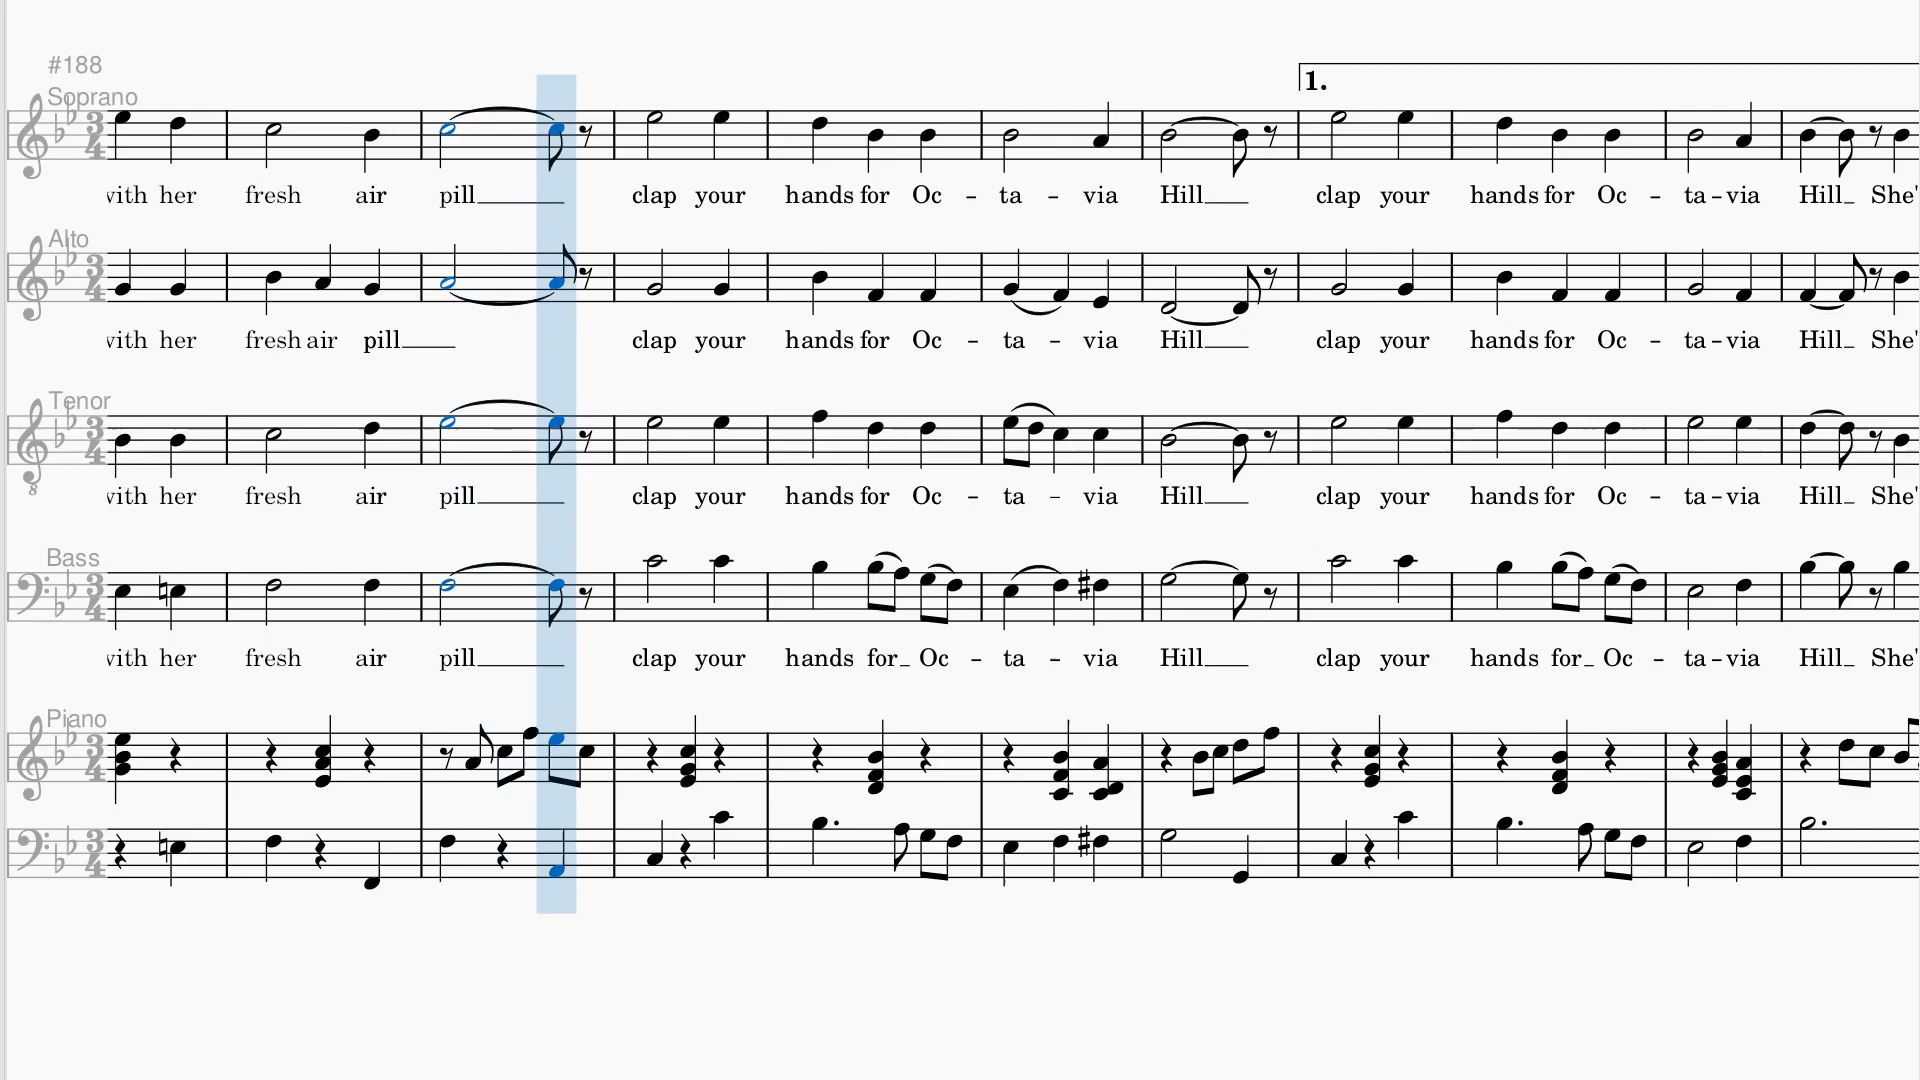 #188
1.
Soprano
with her fresh air pill clap your hands for Oc - ta - via Hill clap your hands for Oc - ta - via Hill She'
Alto
with her fresh air pill clap your hands for Oc - ta - via Hill clap your hands for Oc - ta - via Hill She'
Tenor
with her fresh air pill clap your hands for Oc - ta - via Hill clap your hands for Oc - ta - via Hill She'
Bass
with her fresh air pill clap your hands for Oc - ta - via Hill clap your hands for Oc - ta - via Hill She'
Piano